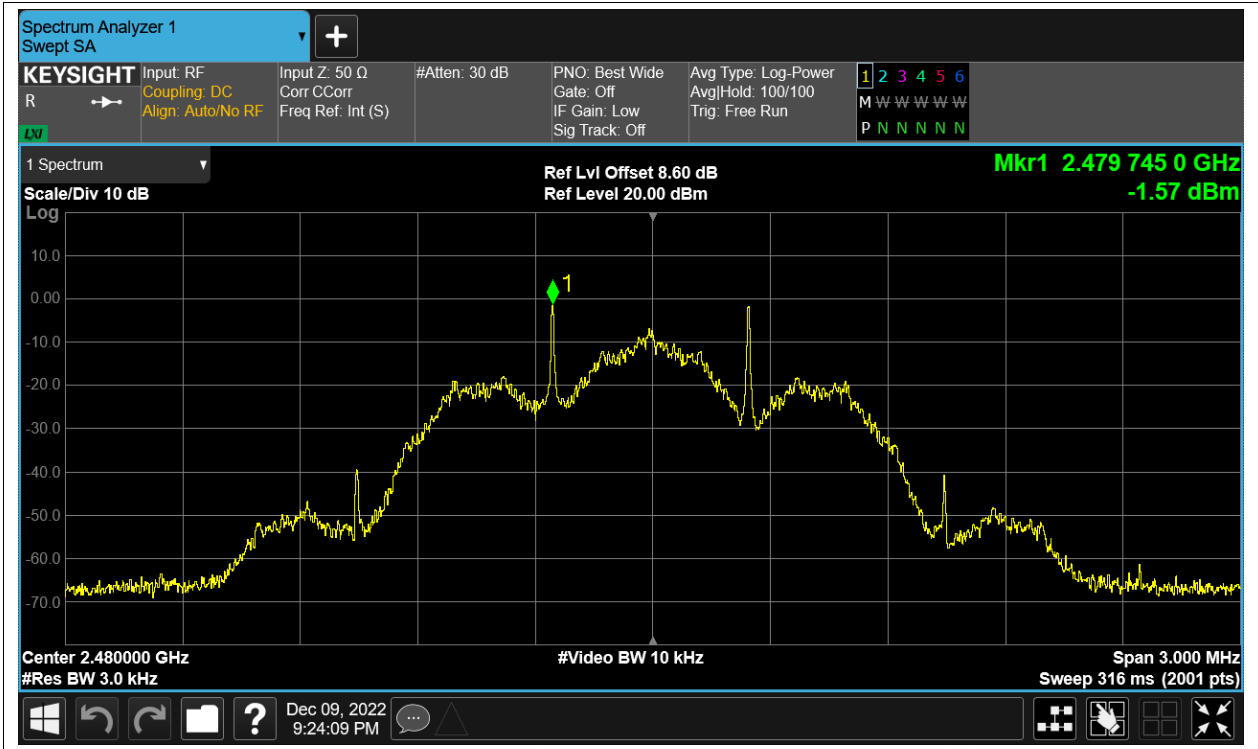 Spectrum Analyzer 1
Swept SA
+
KEYSIGHT
R
LXI
Input: RF
Coupling: DC
Align: Auto/No RF
Input Z: 50 Ω
Corr CCorr
Freq Ref: Int (S)
#Atten: 30 dB
PNO: Best Wide
Gate: Off
IF Gain: Low
Sig Track: Off
Avg Type: Log-Power
Avg|Hold: 100/100
Trig: Free Run
1 2 3 4 5 6
M W W W W W W
P N N N N N N
1 Spectrum
Scale/Div 10 dB
Log
Ref Lvl Offset 8.60 dB
Ref Level 20.00 dBm
Mkr1 2.479 745 0 GHz
-1.57 dBm
1
10.0
0.00
-10.0
-20.0
-30.0
-40.0
-50.0
-60.0
-70.0
Center 2.480000 GHz
#Res BW 3.0 kHz
#Video BW 10 kHz
Span 3.000 MHz
Sweep 316 ms (2001 pts)
?
Dec 09, 2022
9:24:09 PM